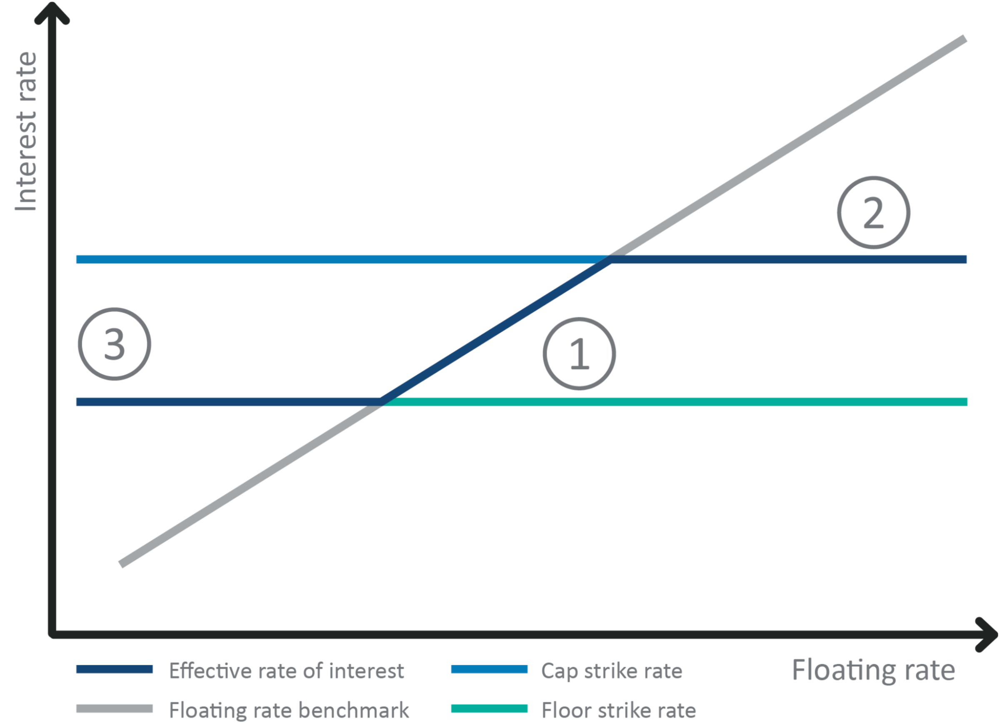 Interest rate
2
3
1
Floating rate
Effective rate of interest
Cap strike rate
Floating rate benchmark
Floor strike rate